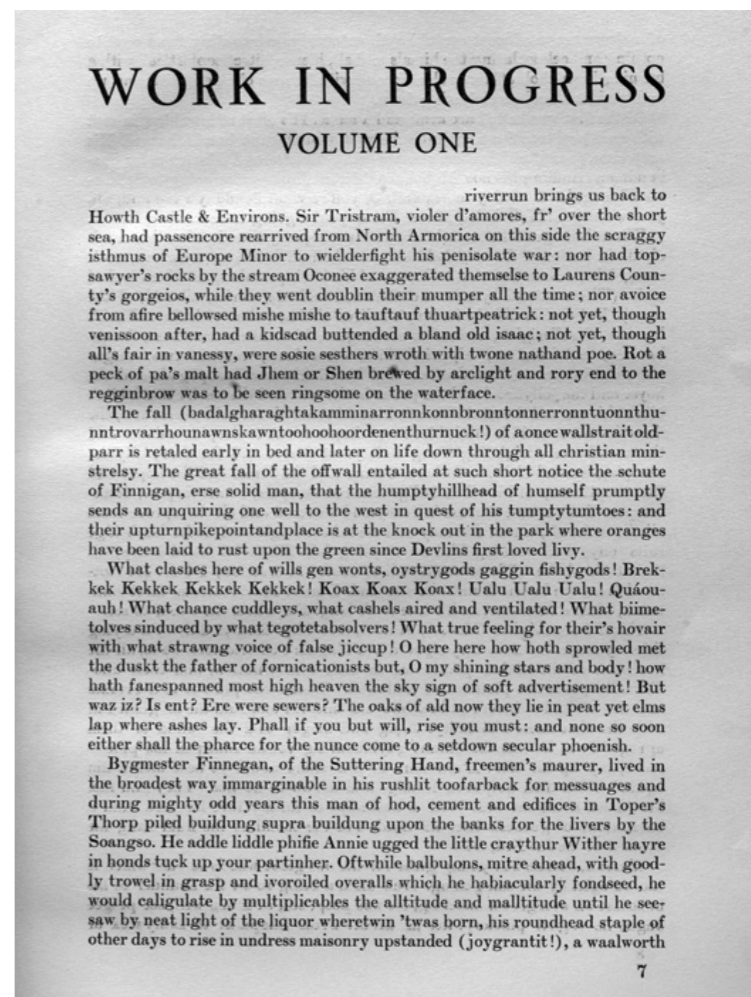 WORK IN PROGRESS
VOLUME ONE
riverrun brings us back to
Howth Castle & Environs. Sir Tristram, violer d'amores, fr' over the short
sea, had passencore rearrived from North Armorica on this side the scraggy
isthmus of Europe Minor to wielderfight his penisolate war: nor had top-
sawyer's rocks by the stream Oconee exaggerated themselse to Laurens Coun-
ty's gorgeios, while they went doublin their mumper all the time; nor avoice
from afire bellowsed mishe mishe to tauftauf thuartpeatrick: not yet, though
venissoon after, had a kidscad buttended a bland old isaac; not yet, though
all's fair in vanessy, were sosie sesthers wroth with twone nathand poe. Rot a
peck of pa's malt had Jhem or Shen brewed by arclight and rory end to the
regginbrow was to be seen ringsome on the waterface.
The fall (badalgharaghtakamminarronnkonnbronntonnerronntuonnthu-
nntrovarrhounawnskawntoohoohoordenenthurnuck!) of a once wallstrait old-
parr is retaled early in bed and later on life down through all christian min-
strelsy. The great fall of the offwall entailed at such short notice the schute
of Finnigan, erse solid man, that the humptyhillhead of humself prumptly
sends an unquiring one well to the west in quest of his tumptytumtoes: and
their upturnpikepointandplace is at the knock out in the park where oranges
have been laid to rust upon the green since Devlins first loved livy.
What clashes here of wills gen wonts, oystrygods gaggin fishygods! Brek-
kek Kekkek Kekkek Kekkek! Koax Koax Koax! Ualu Ualu Ualu! Quáou-
auh! What chance cuddleys, what cashels aired and ventilated! What biime-
tolves sinduced by what tegotetabsolvers! What true feeling for their's hovair
with what strawng voice of false jiccup! O here here how hoth sprowled met
the duskt the father of fornicationists but, O my shining stars and body! how
hath fanespanned most high heaven the sky sign of soft advertisement! But
waz iz? Is ent? Ere were sewers? The oaks of ald now they lie in peat yet elms
lap where ashes lay. Phall if you but will, rise you must: and none so soon
either shall the pharce for the nunce come to a setdown secular phoenish.
Bygmester Finnegan, of the Suttering Hand, freemen's maurer, lived in
the broadest way immarginable in his rushlit toofarback for messuages and
during mighty odd years this man of hod, cement and edifices in Toper's
Thorp piled buildung supra buildung upon the banks for the livers by the
Soangso. He addle liddle phifie Annie ugged the little craythur Wither hayre
in honds tuck up your partinher. Oftwhile balbulons, mitre ahead, with good-
ly trowel in grasp and ivoroiled overalls which he habiacularly fondseed, he
would caligulate by multiplicables the alltitude and malltitude until he see-
saw by neat light of the liquor wheretwin 'twas born, his roundhead staple of
other days to rise in undress maisonry upstanded (joygrantit!), a waalworth
7